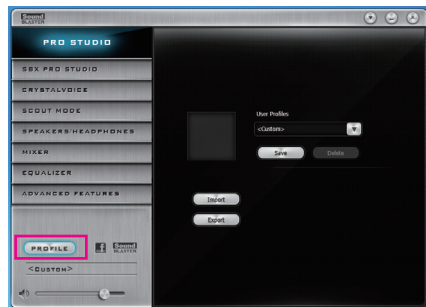 Sound
BLASTER
PRO STUDIO
SBX PRO STUDIO
CRYSTALVOICE
SCOUT MODE
SPEAKERS/HEADPHONES
MIXER
EQUALIZER
ADVANCED FEATURES
User Profiles
<Custom>
Save Delete
Import
Export
PROFILE f Sound BLASTER
<CUSTOM>